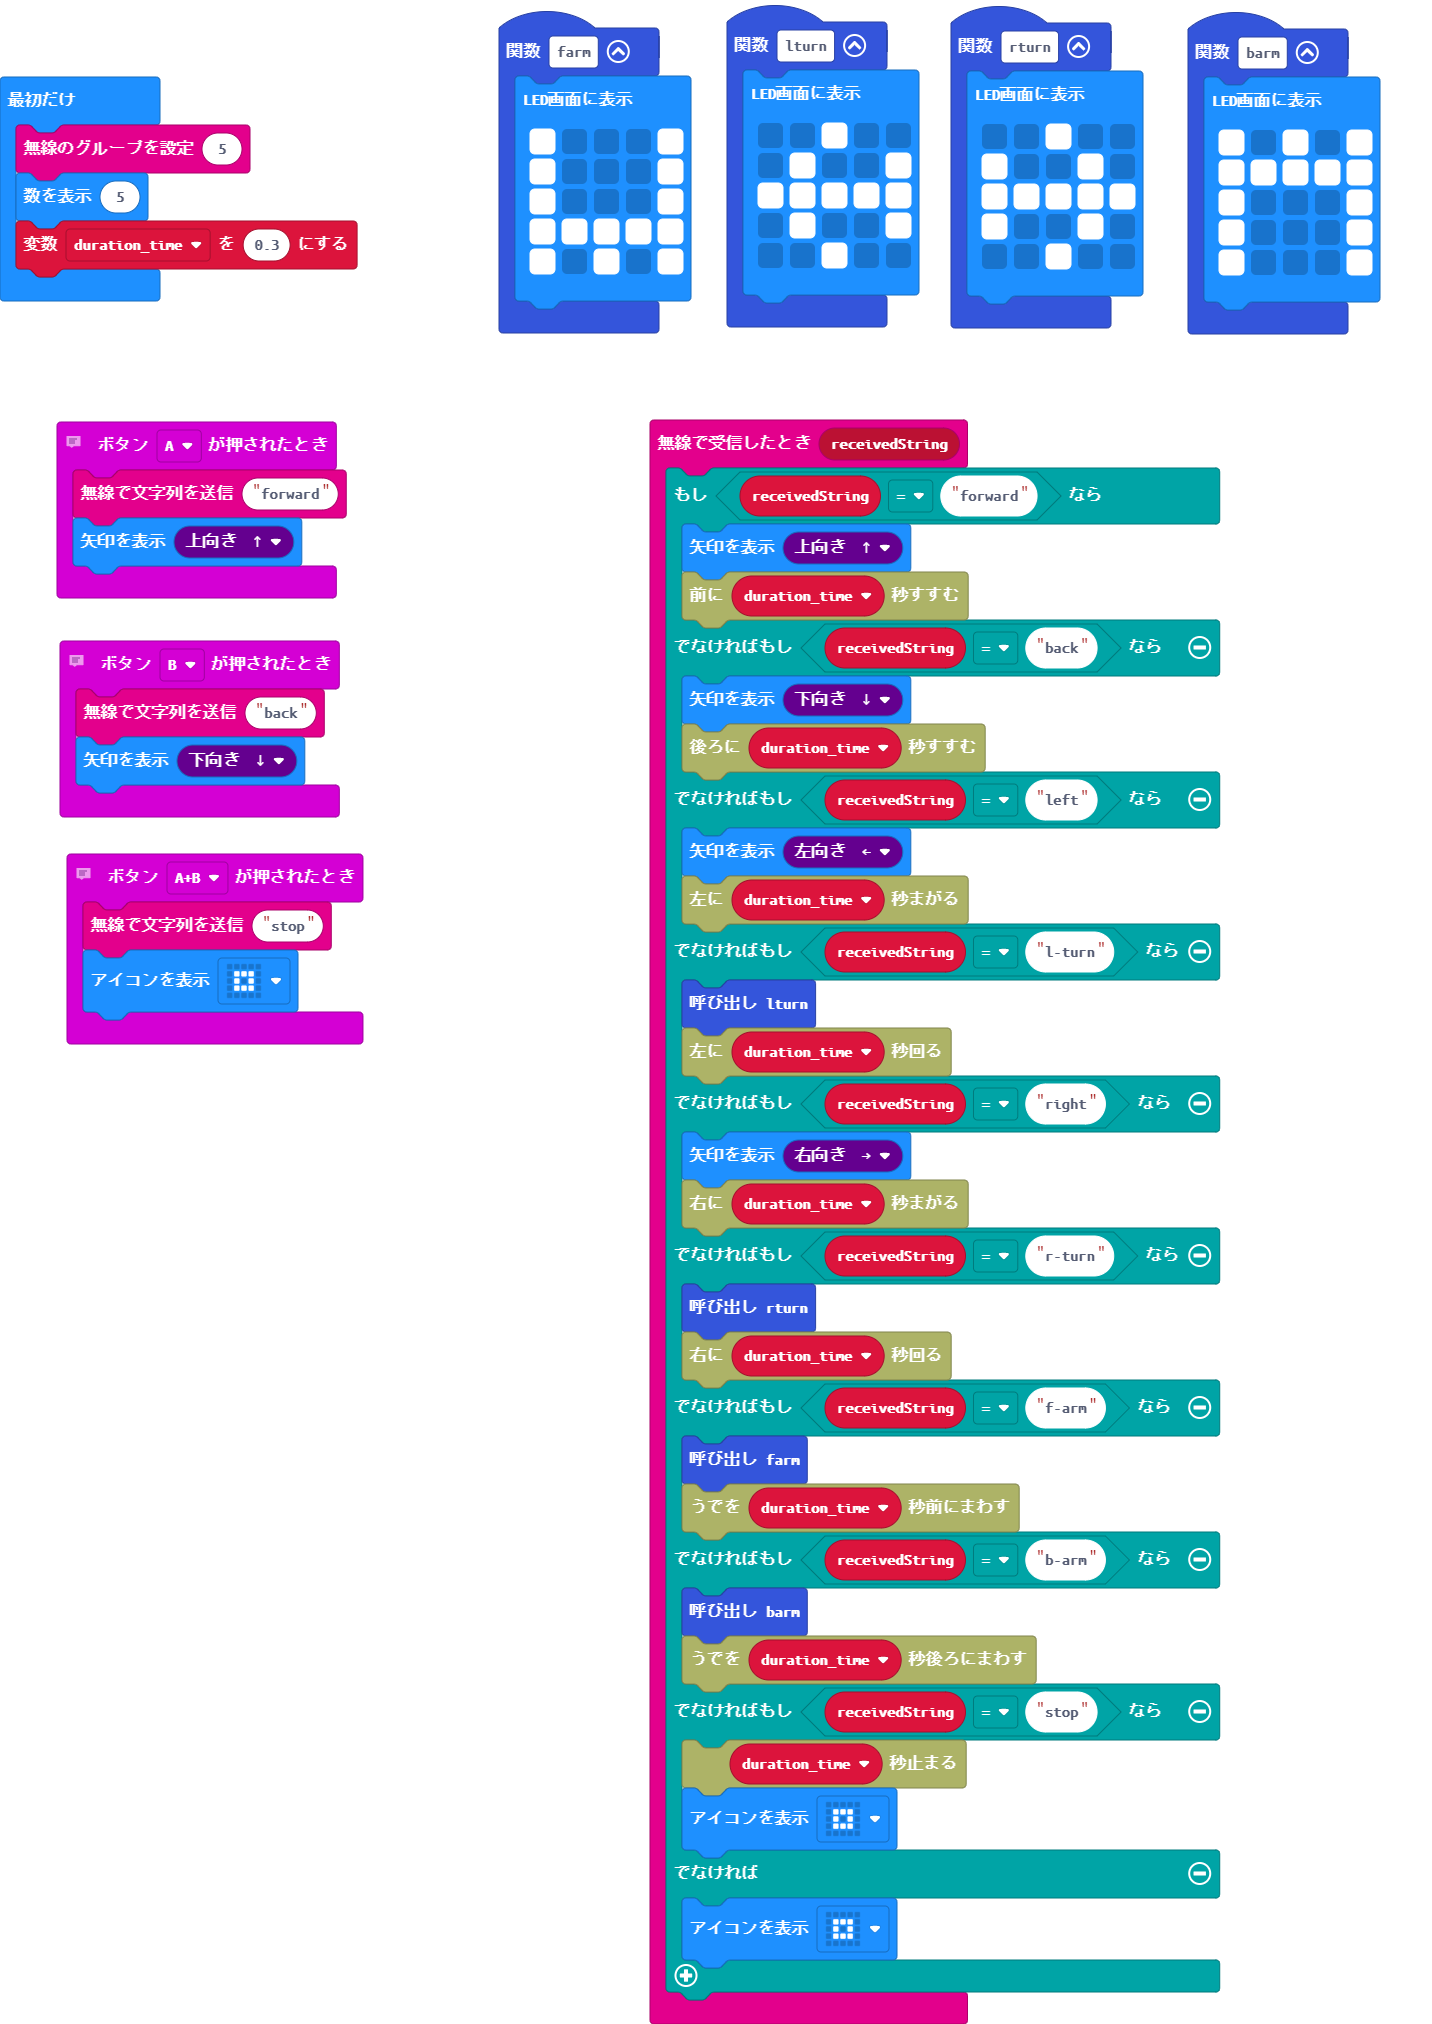 最初だけ
無線のグループを設定 5
数を表示 5
変数 duration_time を 0.3 にする
関数 farm
LED画面に表示
関数 lturn
LED画面に表示
関数 rturn
LED画面に表示
関数 barm
LED画面に表示
ボタン A が押されたとき
無線で文字列を送信 "forward"
矢印を表示 上向き ↑
ボタン B が押されたとき
無線で文字列を送信 "back"
矢印を表示 下向き ↓
ボタン A+B が押されたとき
無線で文字列を送信 "stop"
アイコンを表示
無線で受信したとき receivedString
もし receivedString = "forward" なら
矢印を表示 上向き ↑
前に duration_time 秒すすむ
でなければもし receivedString = "back" なら
矢印を表示 下向き ↓
後ろに duration_time 秒すすむ
でなければもし receivedString = "left" なら
矢印を表示 左向き ←
左に duration_time 秒まがる
でなければもし receivedString = "l-turn" なら
呼び出し lturn
左に duration_time 秒回る
でなければもし receivedString = "right" なら
矢印を表示 右向き →
右に duration_time 秒まがる
でなければもし receivedString = "r-turn" なら
呼び出し rturn
右に duration_time 秒回る
でなければもし receivedString = "f-arm" なら
呼び出し farm
うでを duration_time 秒前にまわす
でなければもし receivedString = "b-arm" なら
呼び出し barm
うでを duration_time 秒後ろにまわす
でなければもし receivedString = "stop" なら
duration_time 秒止まる
アイコンを表示
でなければ
アイコンを表示